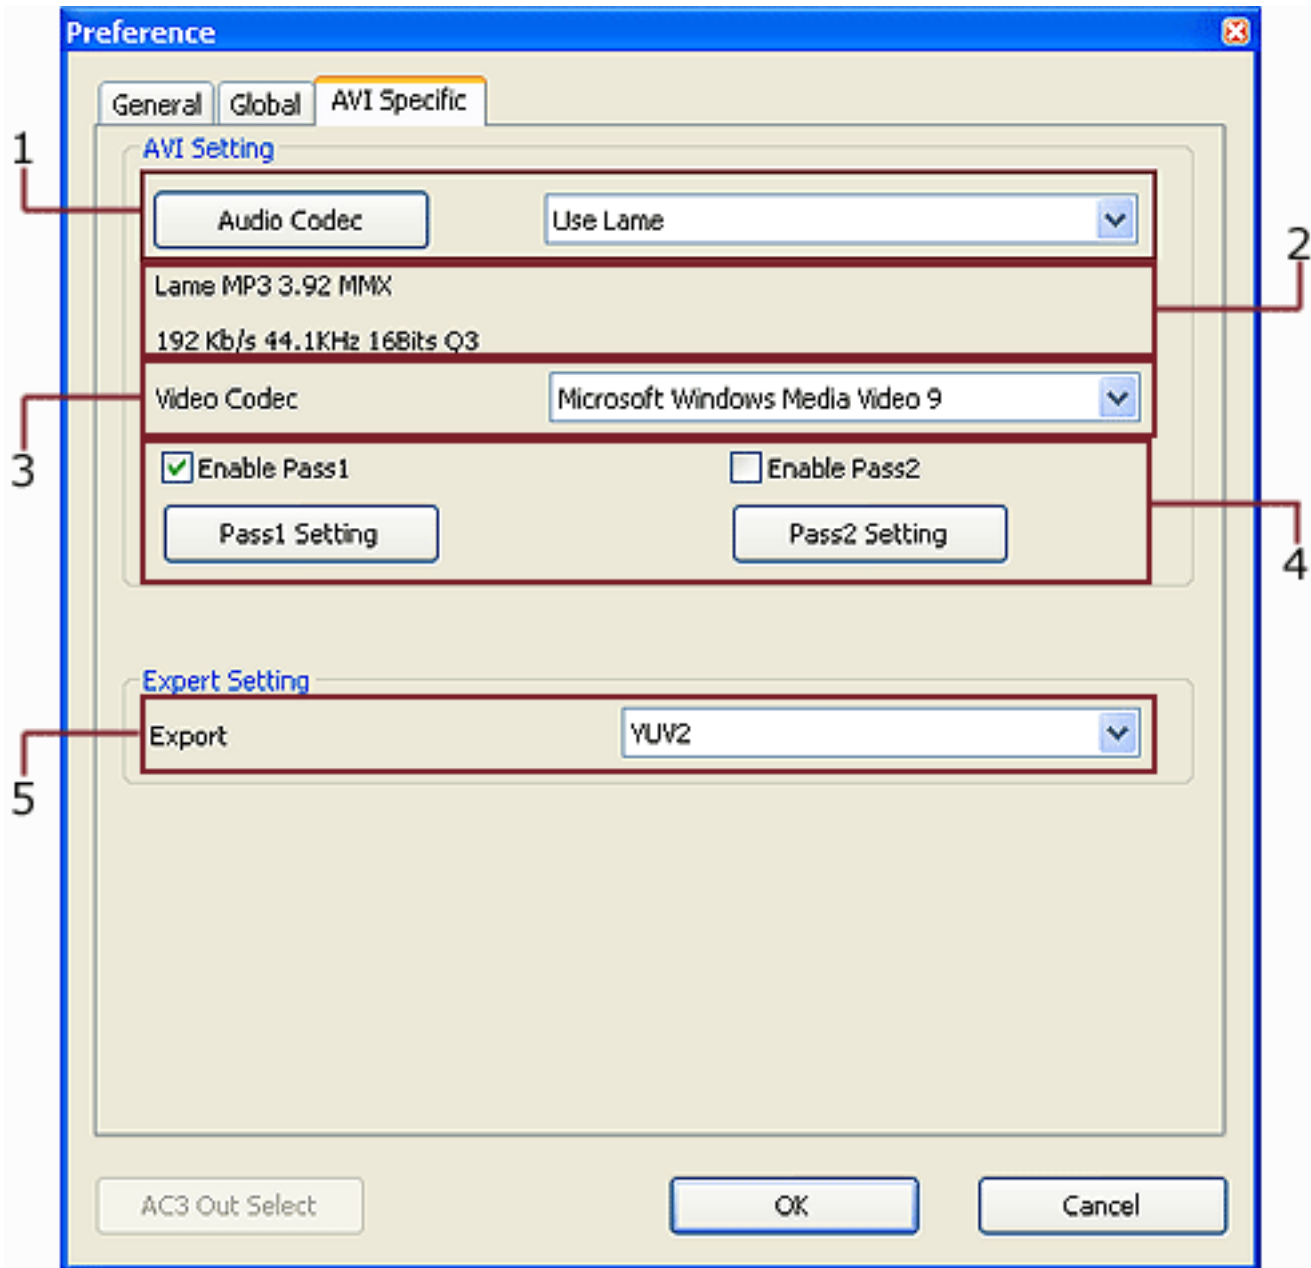 Preference
General Global AVI Specific
1
AVI Setting
Audio Codec Use Lame
2
Lame MP3 3.92 MMX
192 Kb/s 44.1KHz 16Bits Q3
3
Video Codec Microsoft Windows Media Video 9
Enable Pass1 Enable Pass2
Pass1 Setting Pass2 Setting
4
Expert Setting
Export YUV2
5
AC3 Out Select OK Cancel